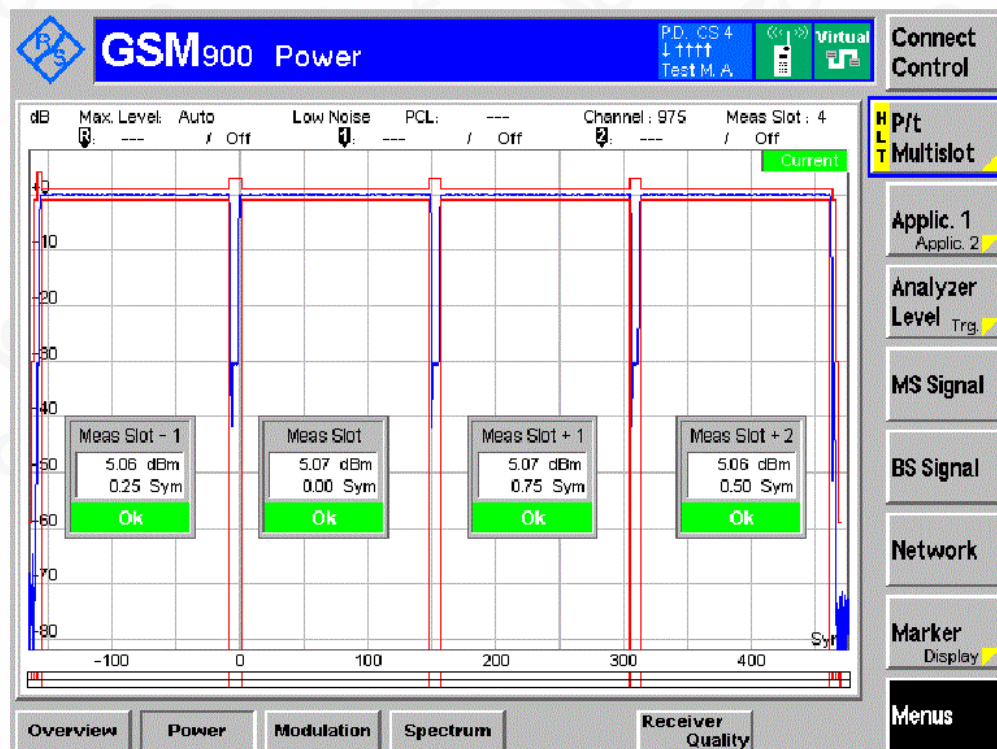 R/S
GSM900 Power
P.D. CS 4
↓ ↑↑↑↑
Test M. A
Virtual
Connect
Control
dB Max. Level: Auto Low Noise PCL: --- Channel : 975 Meas Slot : 4
R: --- / Off 1: --- / Off 2: --- / Off
Current
H
L
T
P/t
Multislot
Applic. 1
Applic. 2
Analyzer
Level Trg.
MS Signal
BS Signal
Network
Marker
Display
Menus
+0
-10
-20
-30
-40
-50
-60
-70
-80
Meas Slot - 1
5.06 dBm
0.25 Sym
Ok
Meas Slot
5.07 dBm
0.00 Sym
Ok
Meas Slot + 1
5.07 dBm
0.75 Sym
Ok
Meas Slot + 2
5.06 dBm
0.50 Sym
Ok
Sym
-100 0 100 200 300 400
Overview Power Modulation Spectrum Receiver
Quality